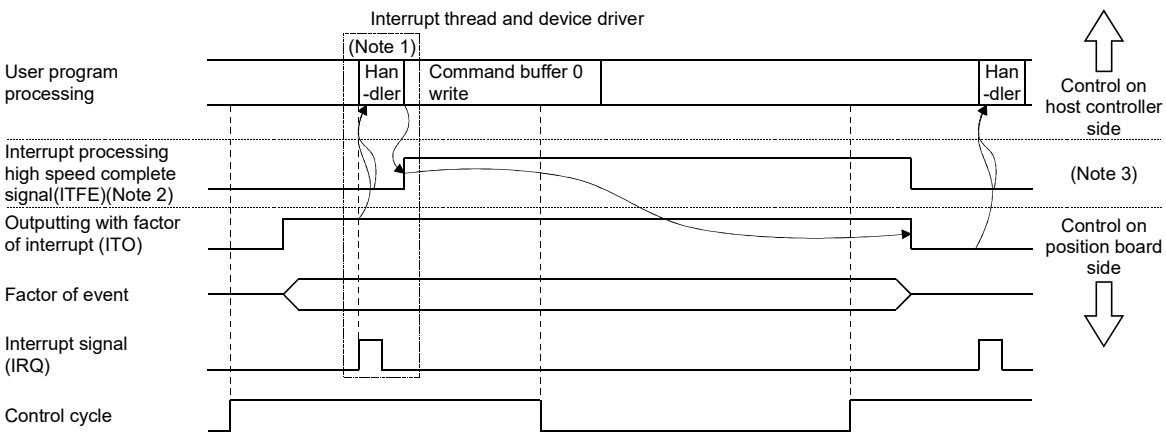 Interrupt thread and device driver
(Note 1)
User program
processing
Han
-dler
Command buffer 0
write
Han
-dler
Control on
host controller
side
Interrupt processing
high speed complete
signal(ITFE)(Note 2)
(Note 3)
Outputting with factor
of interrupt (ITO)
Control on
position board
side
Factor of event
Interrupt signal
(IRQ)
Control cycle